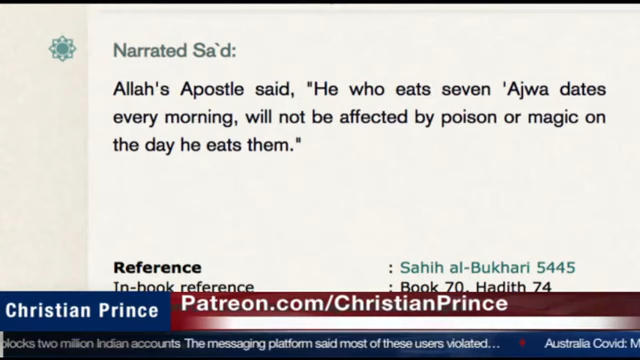 Narrated Sa`d:
Allah's Apostle said, "He who eats seven 'Ajwa dates
every morning, will not be affected by poison or magic on
the day he eats them."
Reference : Sahih al-Bukhari 5445
In-book reference : Book 70, Hadith 74
Christian Prince
Patreon.com/ChristianPrince
blocks two million Indian accounts The messaging platform said most of these users violated... Australia Covid: